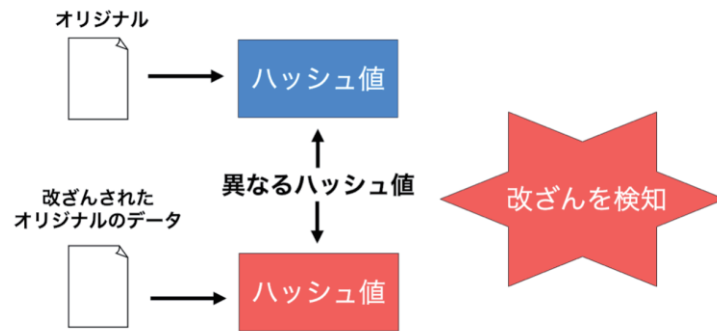 オリジナル
ハッシュ値
異なるハッシュ値
改ざんを検知
改ざんされた
オリジナルのデータ
ハッシュ値